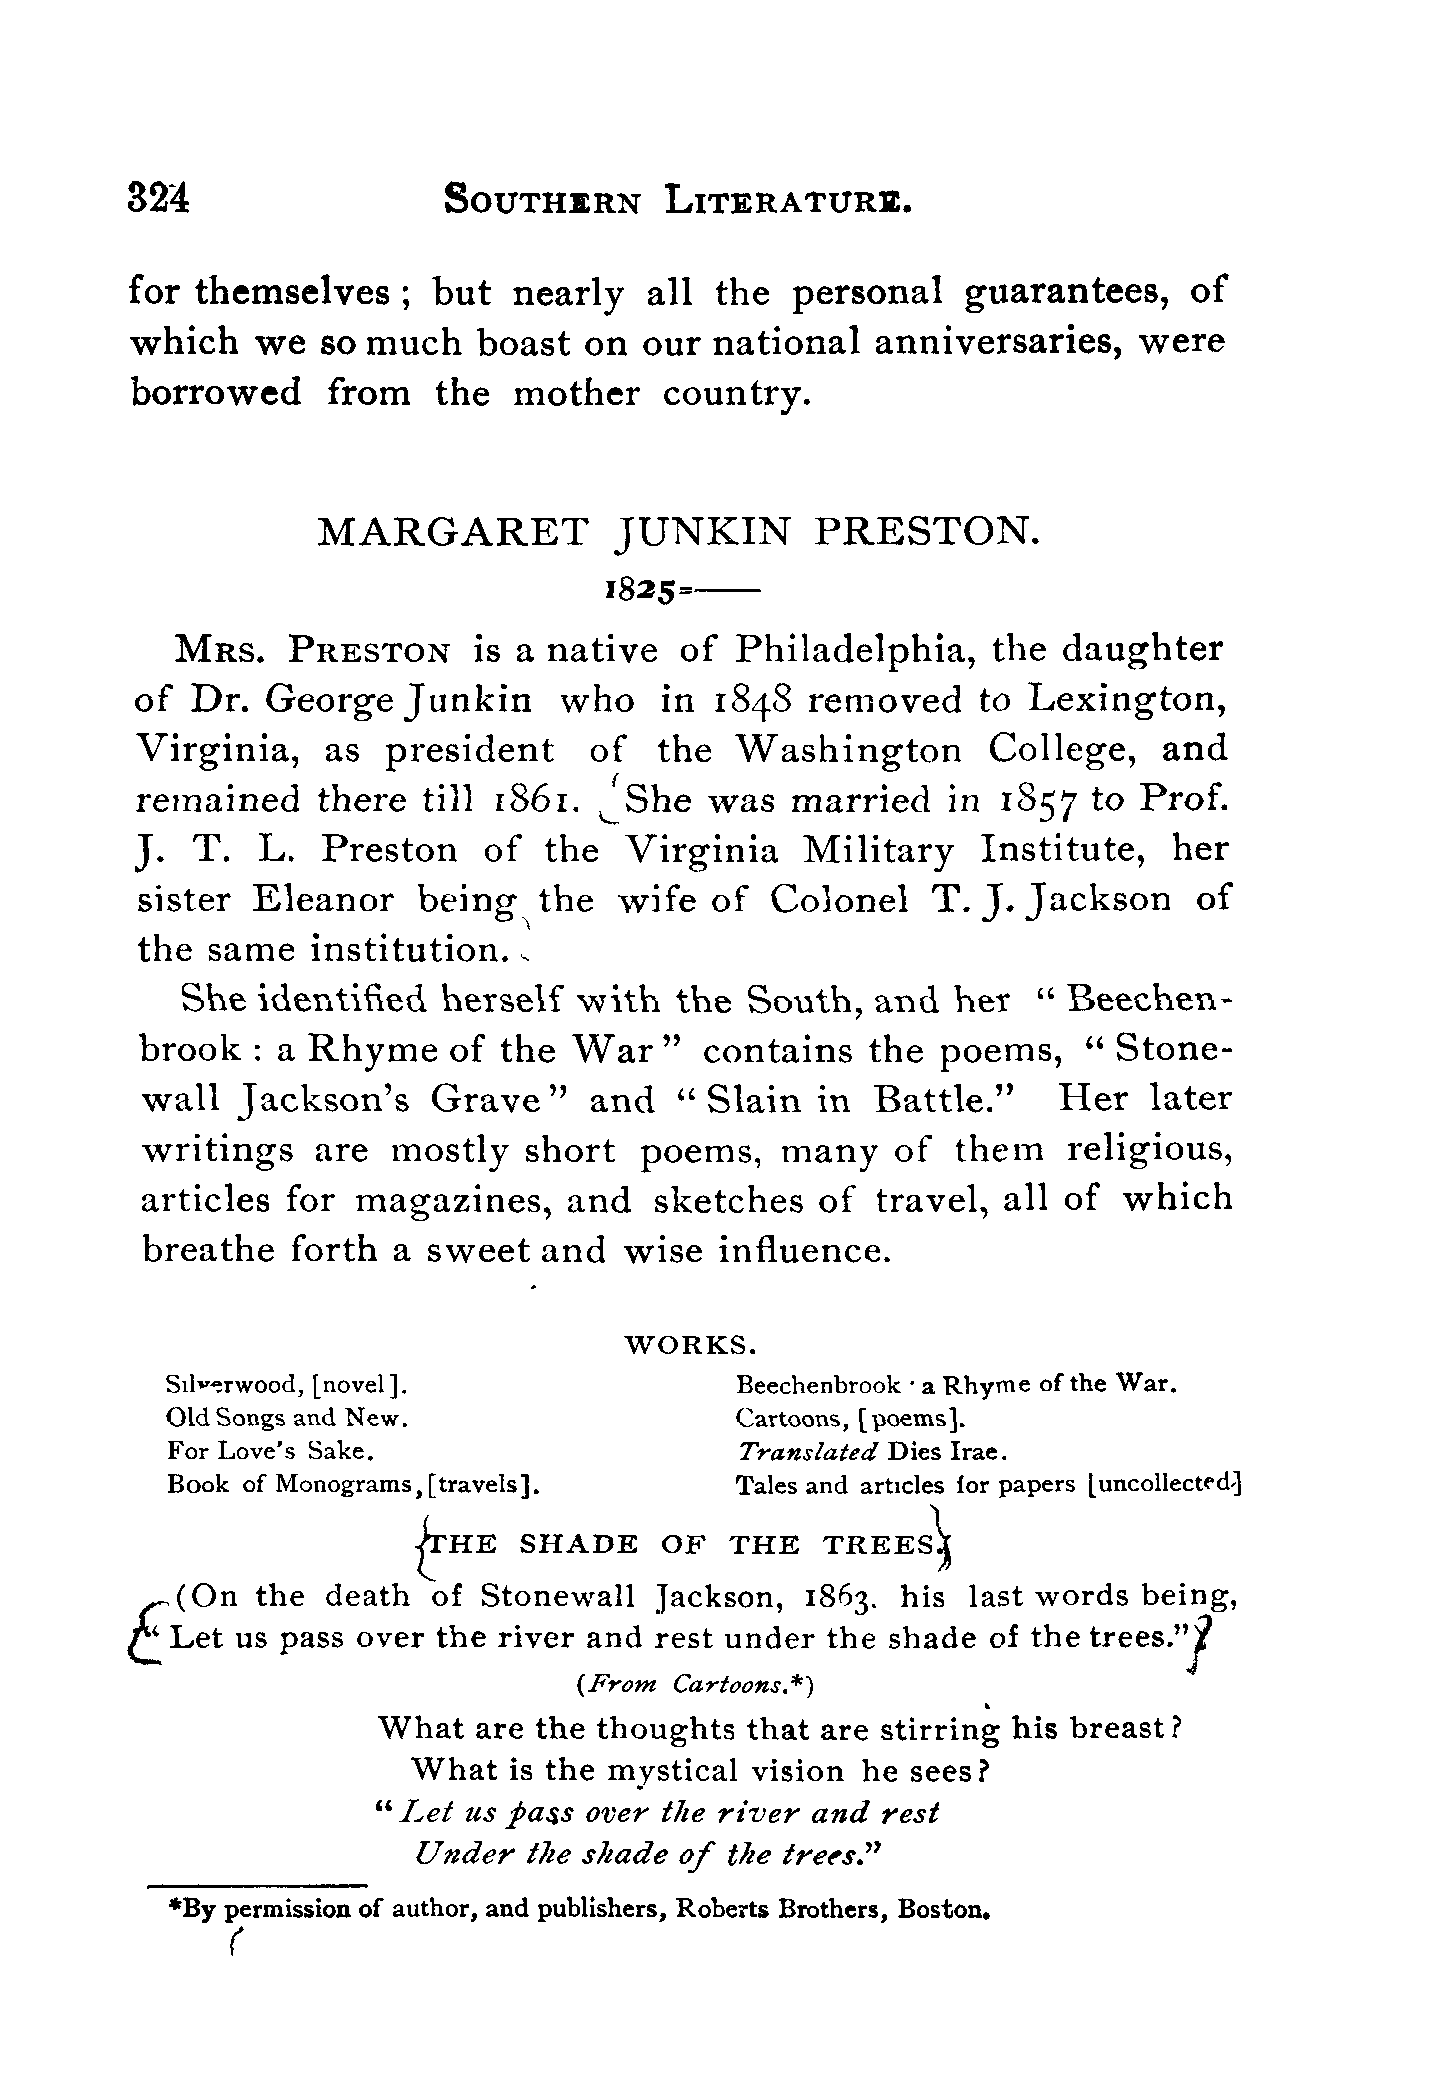 324 SOUTHERN LITERATURE.
for themselves; but nearly all the personal guarantees, of
which we so much boast on our national anniversaries, were
borrowed from the mother country.
MARGARET JUNKIN PRESTON.
1825=——
MRS. PRESTON is a native of Philadelphia, the daughter
of Dr. George Junkin who in 1848 removed to Lexington,
Virginia, as president of the Washington College, and
remained there till 1861. She was married in 1857 to Prof.
J. T. L. Preston of the Virginia Military Institute, her
sister Eleanor being the wife of Colonel T. J. Jackson of
the same institution.
She identified herself with the South, and her “Beechen-
brook : a Rhyme of the War” contains the poems, “Stone-
wall Jackson's Grave” and “Slain in Battle.” Her later
writings are mostly short poems, many of them religious,
articles for magazines, and sketches of travel, all of which
breathe forth a sweet and wise influence.
WORKS.
Silverwood, [novel].
Old Songs and New.
For Love's Sake.
Book of Monograms, [travels].
Beechenbrook : a Rhyme of the War.
Cartoons, [poems].
Translated Dies Irae.
Tales and articles for papers [uncollected.]
THE SHADE OF THE TREES.
(On the death of Stonewall Jackson, 1863. his last words being,
“Let us pass over the river and rest under the shade of the trees.”)
(From Cartoons.*)
What are the thoughts that are stirring his breast?
What is the mystical vision he sees?
“Let us pass over the river and rest
Under the shade of the trees.”
*By permission of author, and publishers, Roberts Brothers, Boston.